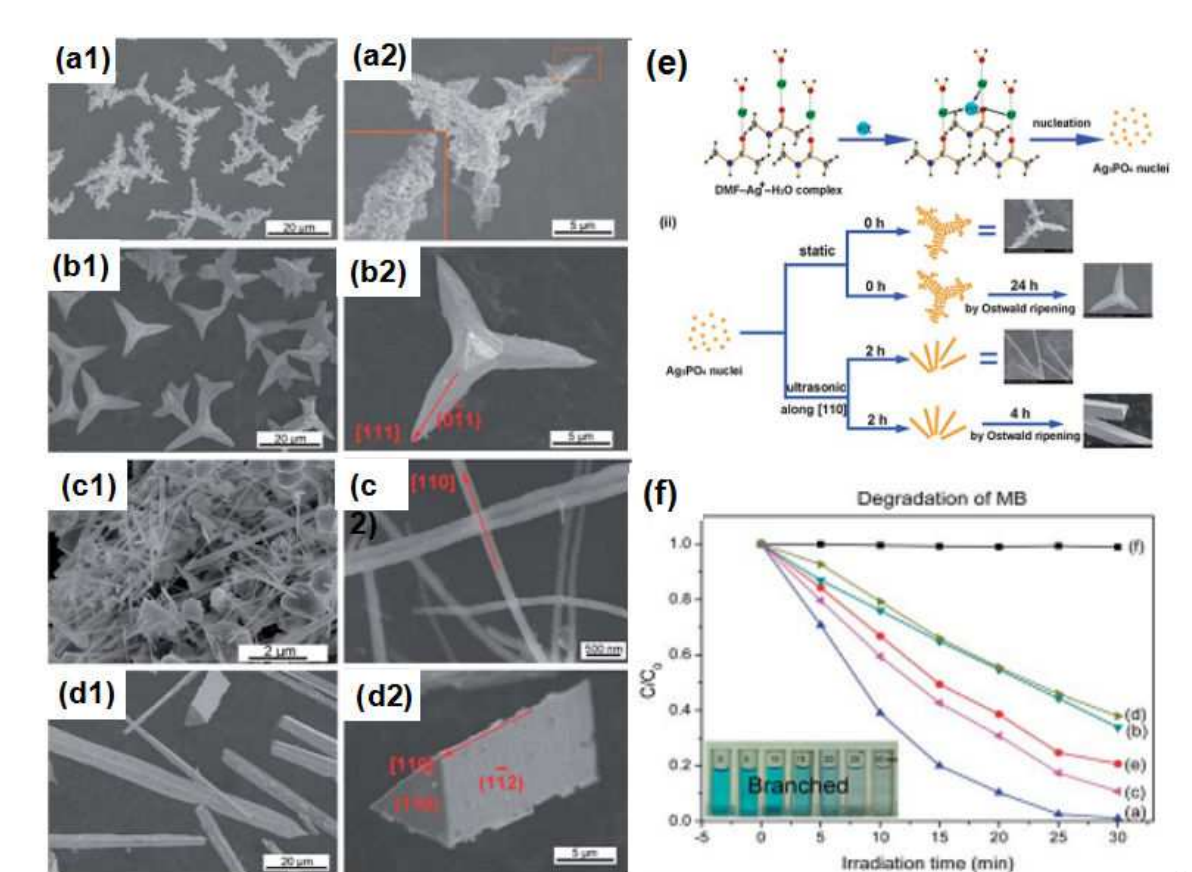 (a1)
20 μm
(a2)
5 μm
(b1)
20 μm
(b2)
[111]
(011)
5 μm
(c1)
2 μm
(c
2)
[110]
500 nm
(d1)
20 μm
(d2)
[110]
(110)
(112)
5 μm
(e)
DMF–Ag⁺–H₂O complex
nucleation
Ag₃PO₄ nuclei
(ii)
Ag₃PO₄ nuclei
static
0 h
=
0 h
24 h
by Ostwald ripening
ultrasonic
along [110]
2 h
=
2 h
4 h
by Ostwald ripening
(f)
Degradation of MB
C/C₀
1.0
0.8
0.6
0.4
0.2
0.0
(f)
(d)
(b)
(e)
(c)
(a)
Branched
-5 0 5 10 15 20 25 30
Irradiation time (min)